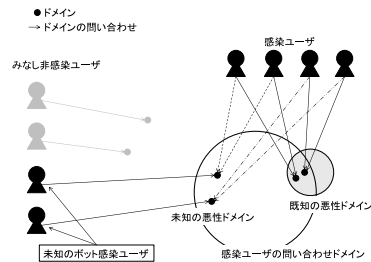 ドメイン
ドメインの問い合わせ
感染ユーザ
みなし非感染ユーザ
既知の悪性ドメイン
未知の悪性ドメイン
未知のボット感染ユーザ
感染ユーザの問い合わせドメイン